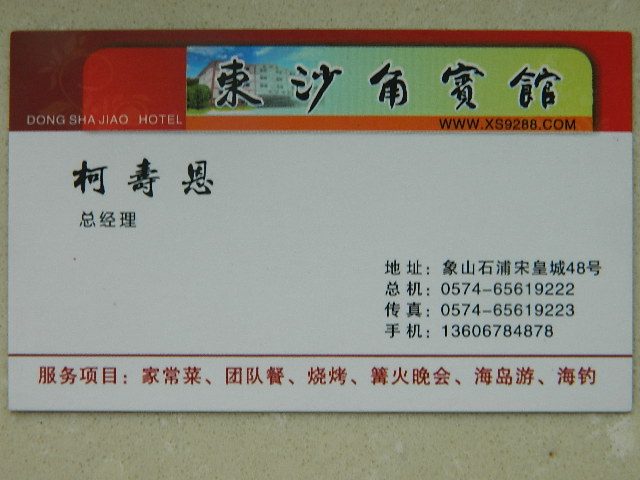 東沙角賓館
DONG SHA JIAO HOTEL
WWW.XS9288.COM
柯壽恩
总经理
地址：象山石浦宋皇城48号
总机：0574-65619222
传真：0574-65619223
手机：13606784878
服务项目：家常菜、团队餐、烧烤、篝火晚会、海岛游、海钓